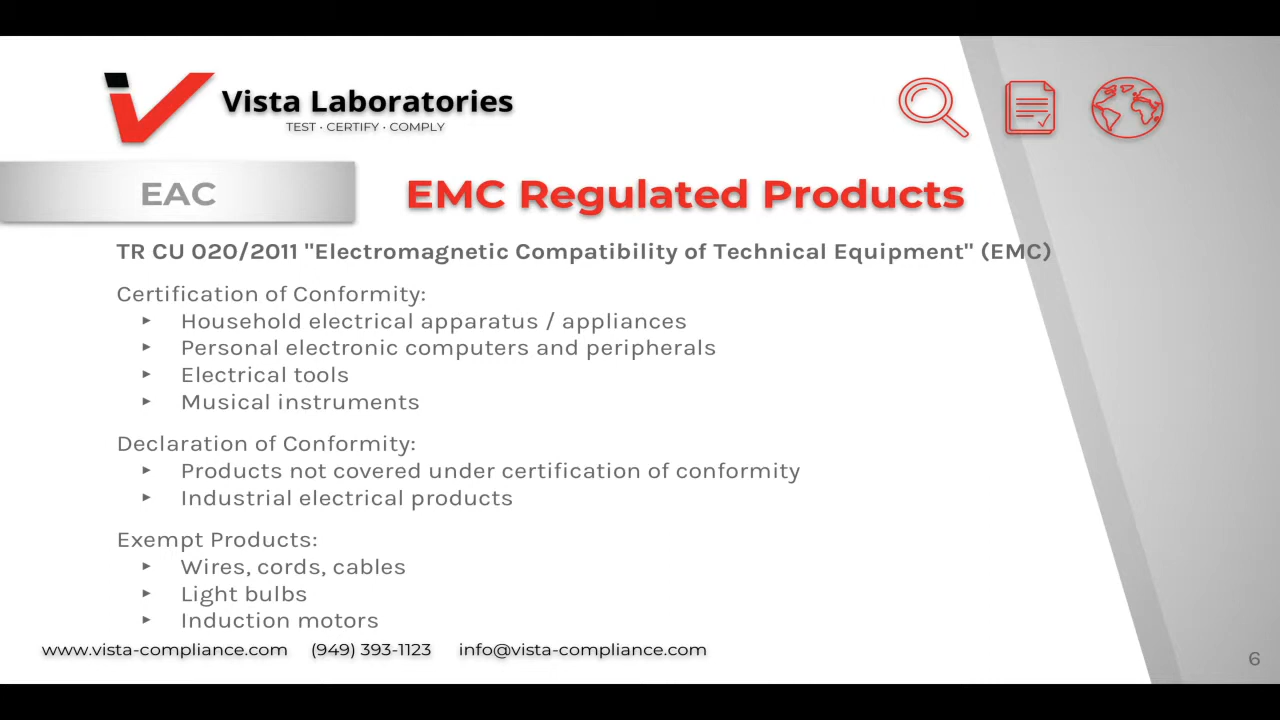 Vista Laboratories
TEST · CERTIFY · COMPLY
EAC
EMC Regulated Products
TR CU 020/2011 "Electromagnetic Compatibility of Technical Equipment" (EMC)
Certification of Conformity:
‣ Household electrical apparatus / appliances
‣ Personal electronic computers and peripherals
‣ Electrical tools
‣ Musical instruments
Declaration of Conformity:
‣ Products not covered under certification of conformity
‣ Industrial electrical products
Exempt Products:
‣ Wires, cords, cables
‣ Light bulbs
‣ Induction motors
www.vista-compliance.com (949) 393-1123 info@vista-compliance.com
6